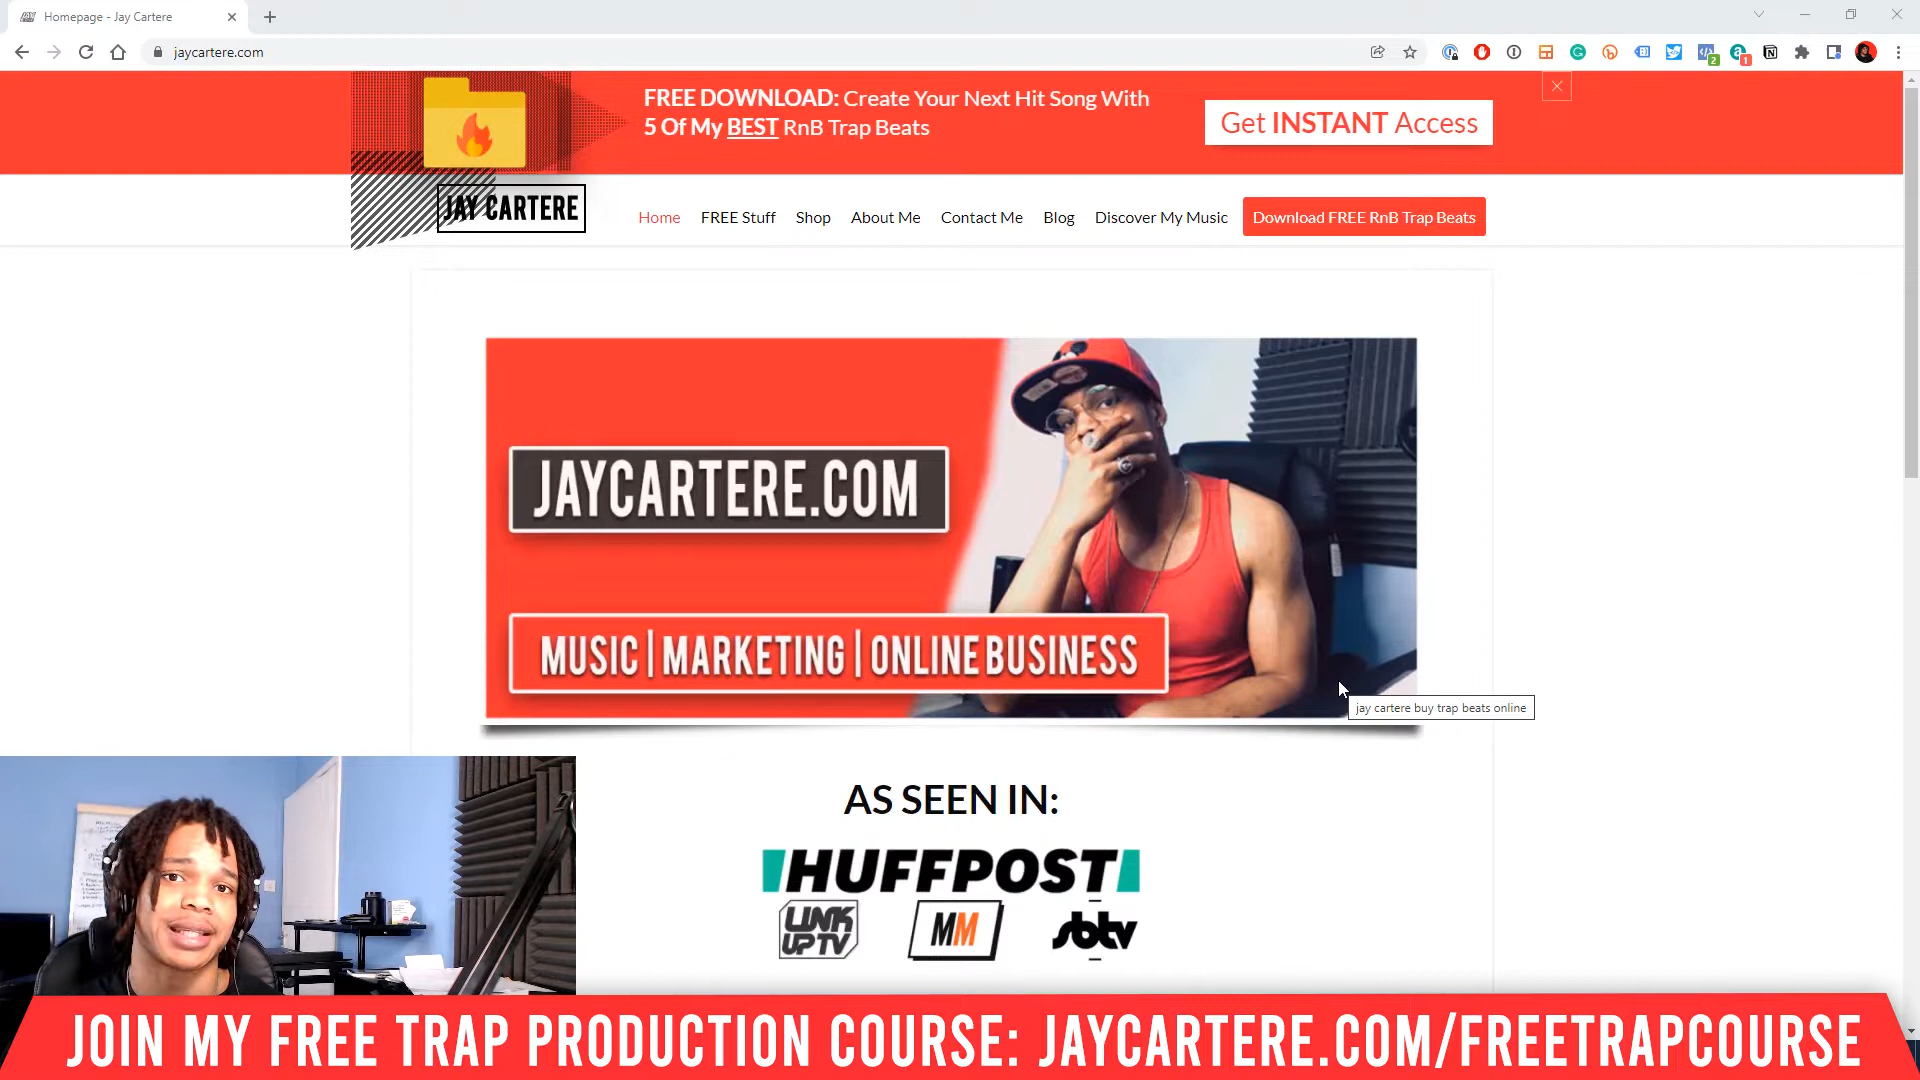 Homepage - Jay Cartere
jaycartere.com
2
1
FREE DOWNLOAD: Create Your Next Hit Song With
5 Of My BEST RnB Trap Beats
Get INSTANT Access
JAY CARTERE
Home
FREE Stuff
Shop
About Me
Contact Me
Blog
Discover My Music
Download FREE RnB Trap Beats
JAYCARTERE.COM
MUSIC | MARKETING | ONLINE BUSINESS
jay cartere buy trap beats online
AS SEEN IN:
HUFFPOST
LINK
UP TV
MM
sbtv
JOIN MY FREE TRAP PRODUCTION COURSE: JAYCARTERE.COM/FREETRAPCOURSE